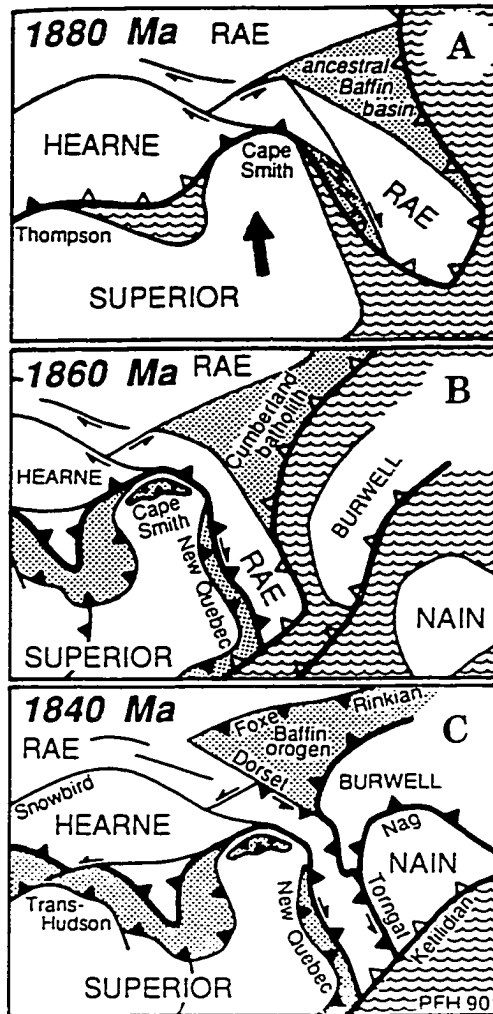 1880 Ma RAE
A
ancestral
Baffin
basin
HEARNE
Cape
Smith
RAE
Thompson
SUPERIOR
1860 Ma RAE
B
Cumberland
batholith
HEARNE
BURWELL
Cape
Smith
New Quebec
RAE
NAIN
SUPERIOR
1840 Ma
C
Foxe
Rinkian
Baffin
orogen
RAE
Dorset
BURWELL
Snowbird
HEARNE
Nag
NAIN
Trans-
Hudson
New Quebec
Torngat
Ketilidian
SUPERIOR
PFH 90